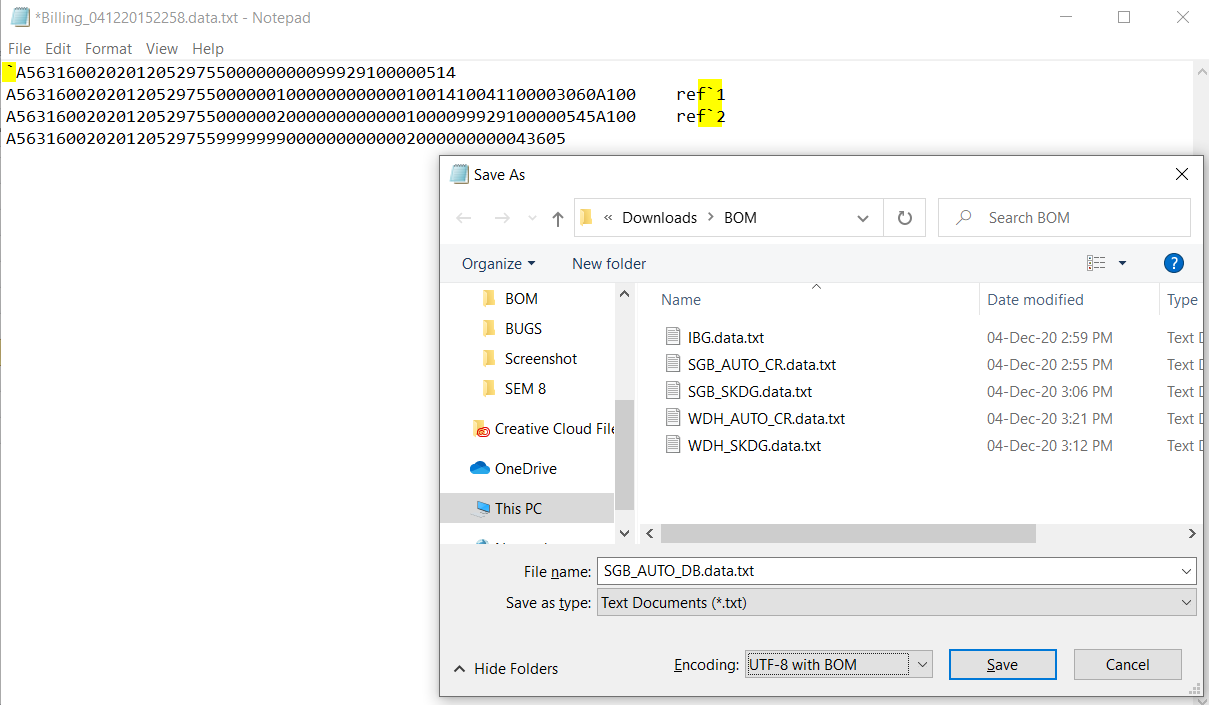 *Billing_041220152258.data.txt - Notepad
File Edit Format View Help
`A5631600202012052975500000000099929100000514
A5631600202012052975500000010000000000001001410041100003060A100 ref`1
A563160020201205297550000002000000000000100009992910000545A100 ref`2
A56316002020120529755999999900000000000002000000000043605
Save As
« Downloads > BOM
Search BOM
Organize New folder
?
Name Date modified Type
BOM
BUGS
Screenshot
SEM 8
Creative Cloud File
OneDrive
This PC
IBG.data.txt 04-Dec-20 2:59 PM Text D
SGB_AUTO_CR.data.txt 04-Dec-20 2:55 PM Text D
SGB_SKDG.data.txt 04-Dec-20 3:06 PM Text D
WDH_AUTO_CR.data.txt 04-Dec-20 3:21 PM Text D
WDH_SKDG.data.txt 04-Dec-20 3:12 PM Text D
File name: SGB_AUTO_DB.data.txt
Save as type: Text Documents (*.txt)
Hide Folders
Encoding: UTF-8 with BOM
Save Cancel